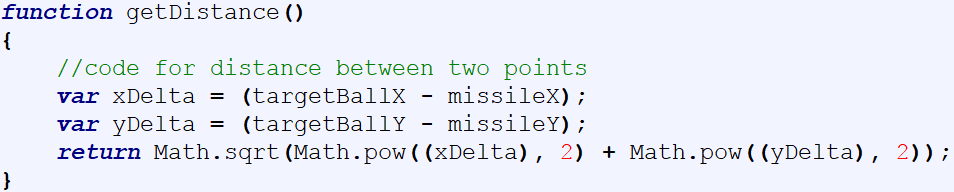 function getDistance()
{
    //code for distance between two points
    var xDelta = (targetBallX - missileX);
    var yDelta = (targetBallY - missileY);
    return Math.sqrt(Math.pow((xDelta), 2) + Math.pow((yDelta), 2));
}